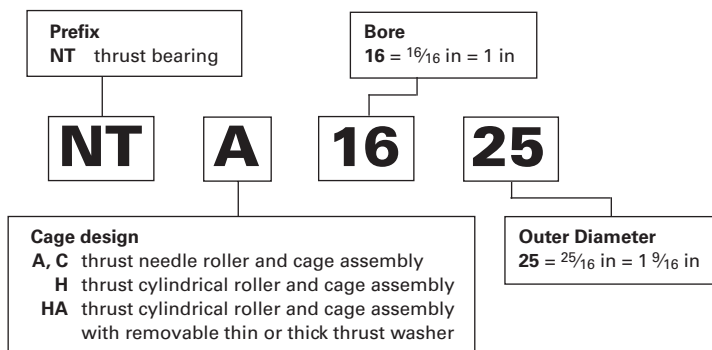 Prefix
NT thrust bearing
Bore
16 = 16/16 in = 1 in
NT A 16 25
Cage design
A, C thrust needle roller and cage assembly
H thrust cylindrical roller and cage assembly
HA thrust cylindrical roller and cage assembly
with removable thin or thick thrust washer
Outer Diameter
25 = 25/16 in = 1 9/16 in